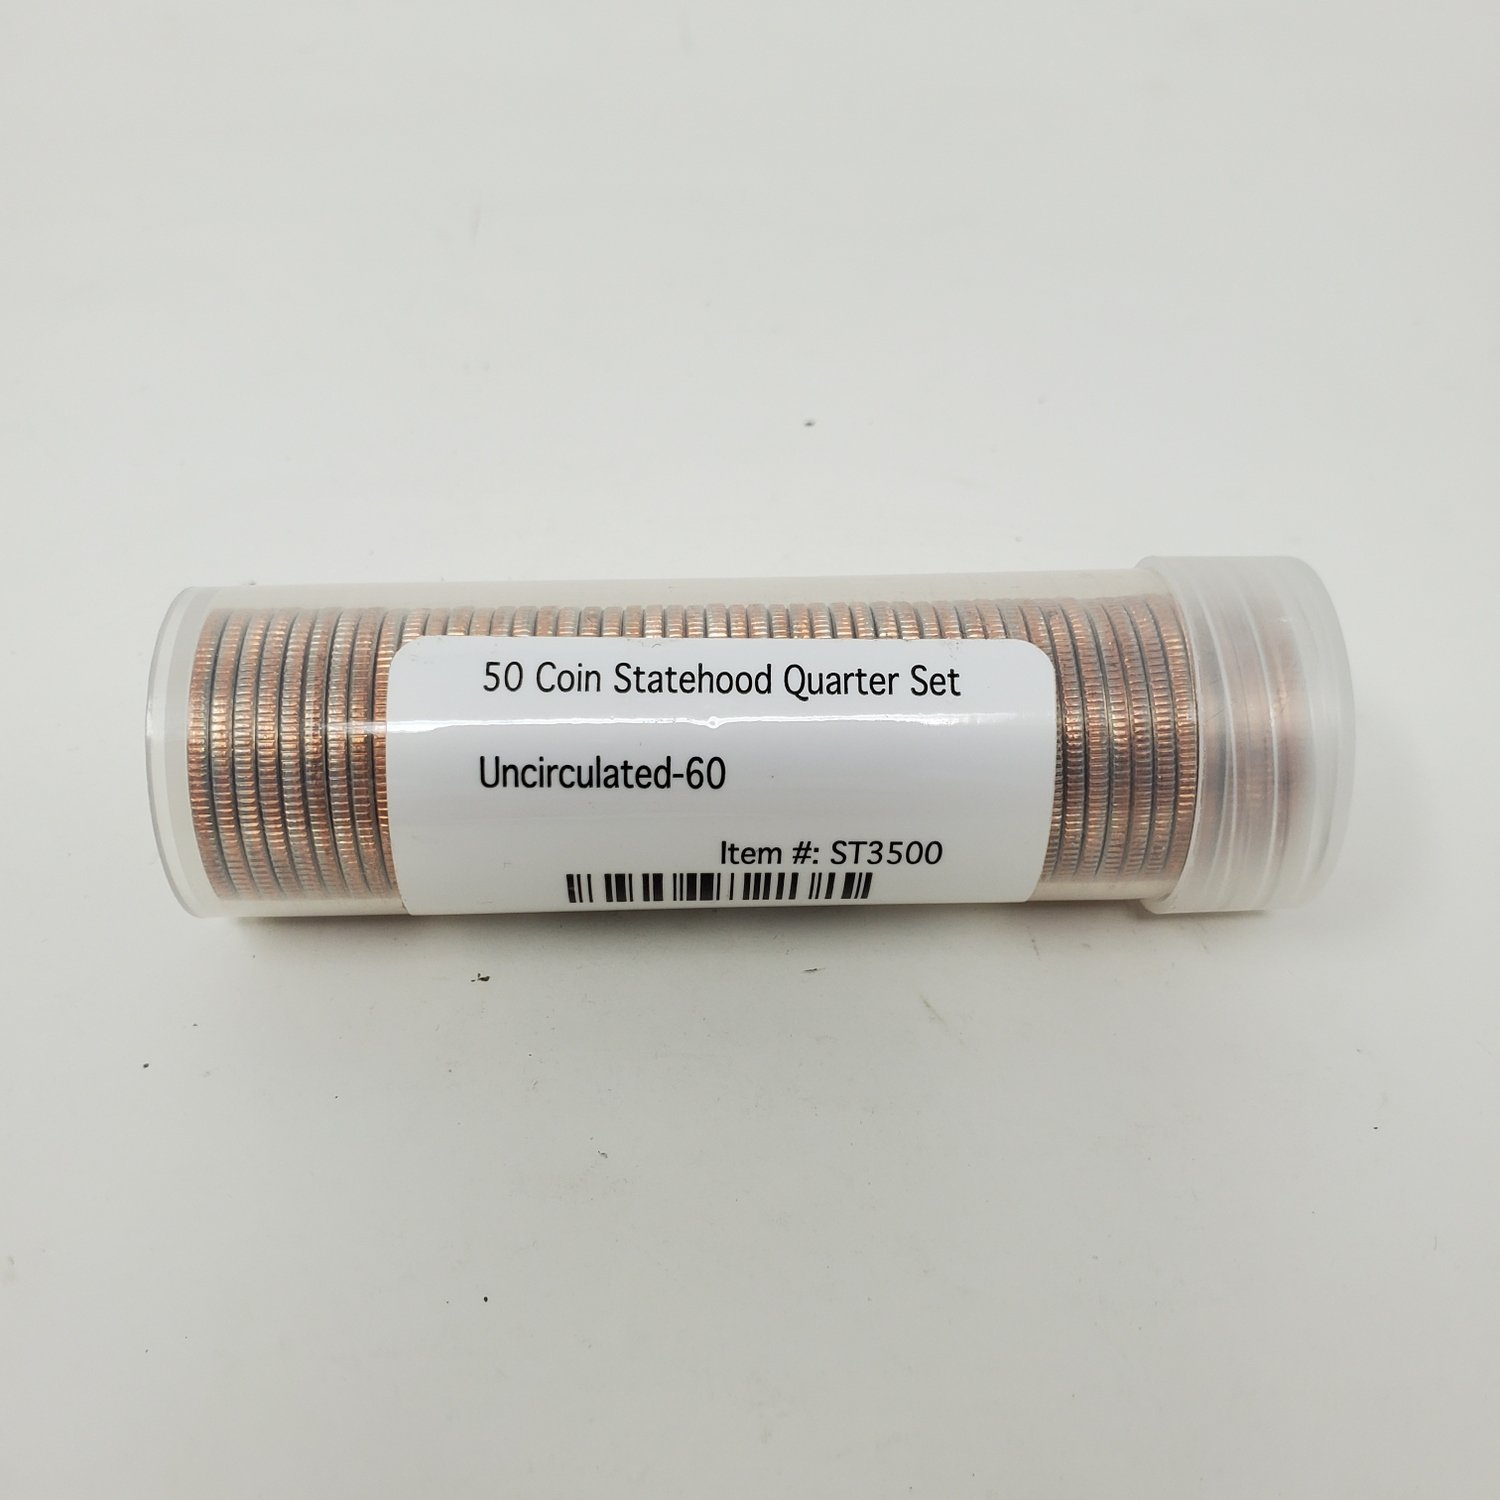 50 Coin Statehood Quarter Set
Uncirculated-60
Item #: ST3500